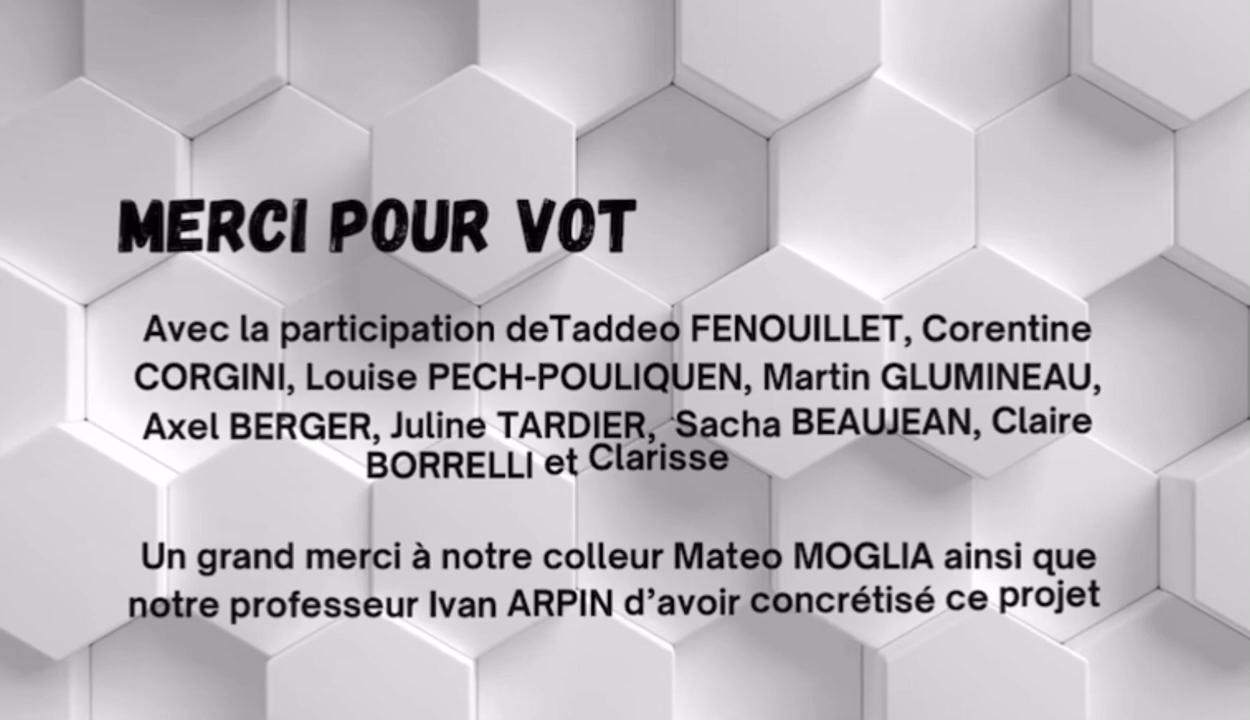 MERCI POUR VOT
Avec la participation deTaddeo FENOUILLET, Corentine
CORGINI, Louise PECH-POULIQUEN, Martin GLUMINEAU,
Axel BERGER, Juline TARDIER, Sacha BEAUJEAN, Claire
BORRELLI et Clarisse
Un grand merci à notre colleur Mateo MOGLIA ainsi que
notre professeur Ivan ARPIN d’avoir concrétisé ce projet